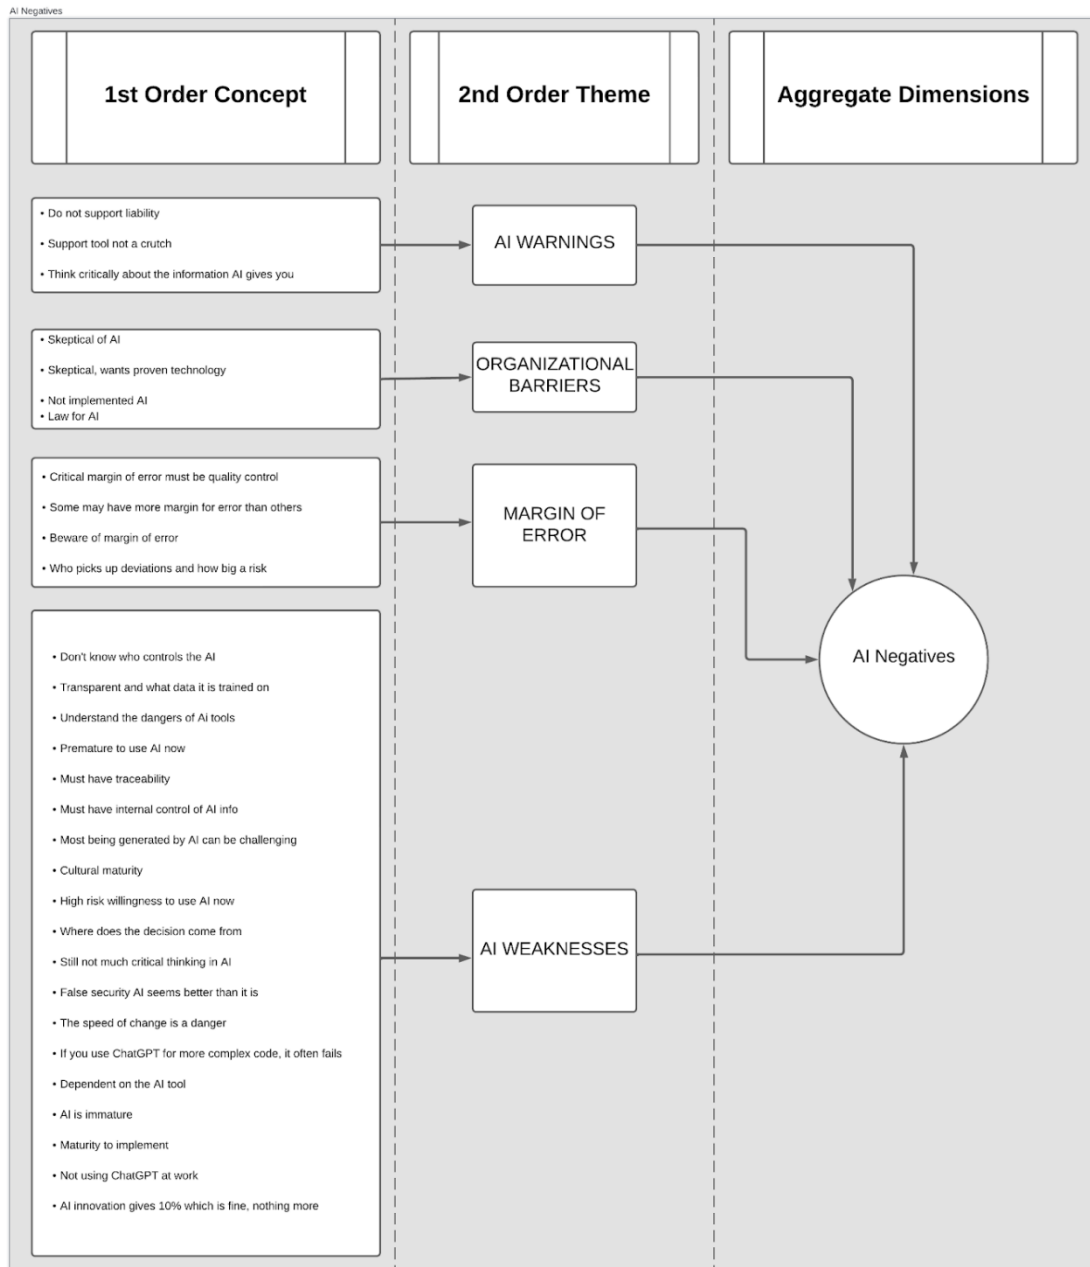 AI Negatives
1st Order Concept
2nd Order Theme
Aggregate Dimensions
• Do not support liability
• Support tool not a crutch
• Think critically about the information AI gives you
AI WARNINGS
• Skeptical of AI
• Skeptical, wants proven technology
• Not implemented AI
• Law for AI
ORGANIZATIONAL
BARRIERS
• Critical margin of error must be quality control
• Some may have more margin for error than others
• Beware of margin of error
• Who picks up deviations and how big a risk
MARGIN OF
ERROR
• Don't know who controls the AI
• Transparent and what data it is trained on
• Understand the dangers of Ai tools
• Premature to use AI now
• Must have traceability
• Must have internal control of AI info
• Most being generated by AI can be challenging
• Cultural maturity
• High risk willingness to use AI now
• Where does the decision come from
• Still not much critical thinking in AI
• False security AI seems better than it is
• The speed of change is a danger
• If you use ChatGPT for more complex code, it often fails
• Dependent on the AI tool
• AI is immature
• Maturity to implement
• Not using ChatGPT at work
• AI innovation gives 10% which is fine, nothing more
AI WEAKNESSES
AI Negatives